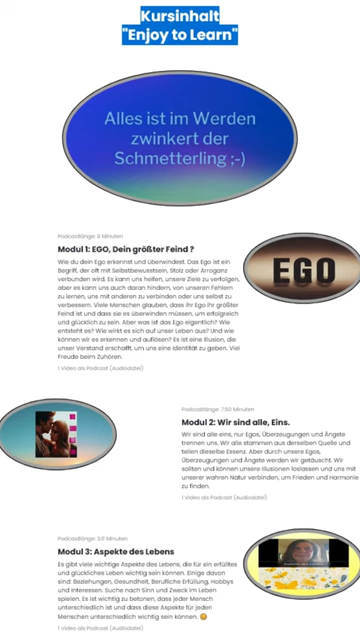 Kursinhalt
"Enjoy to Learn"
Alles ist im Werden
zwinkert der
Schmetterling ;-)
Podcastlänge: 8 Minuten
Modul 1: EGO, Dein größter Feind ?
Wie du dein Ego erkennst und überwindest. Das Ego ist ein
Begriff, der oft mit Selbstbewusstsein, Stolz oder Arroganz
verbunden wird. Es kann uns helfen, unsere Ziele zu verfolgen,
aber es kann uns auch daran hindern, von unseren Fehlern
zu lernen, uns mit anderen zu verbinden oder uns selbst zu
verbessern. Viele Menschen glauben, dass ihr Ego ihr größter
Feind ist und dass sie es überwinden müssen, um erfolgreich
und glücklich zu sein. Aber was ist das Ego eigentlich? Wie
entsteht es? Wie wirkt es sich auf unser Leben aus? Und wie
können wir es erkennen und auflösen? Es ist eine Illusion, die
unser Verstand erschafft, um uns eine Identität zu geben. Viel
Freude beim Zuhören.
1 Video als Podcast (Audiodatei)
EGO
Podcastlänge: 7:50 Minuten
Modul 2: Wir sind alle, Eins.
Wir sind alle eins, nur Egos, Überzeugungen und Ängste
trennen uns. Wir alle stammen aus derselben Quelle und
teilen dieselbe Essenz. Aber durch unsere Egos,
Überzeugungen und Ängste werden wir getäuscht. Wir
sollten und können unsere Illusionen loslassen und uns mit
unserer wahren Natur verbinden, um Frieden und Harmonie
zu finden.
1 Video als Podcast (Audiodatei)
Podcastlänge: 5:11 Minuten
Modul 3: Aspekte des Lebens
Es gibt viele wichtige Aspekte des Lebens, die für ein erfülltes
und glückliches Leben wichtig sein können. Einige davon
sind: Beziehungen, Gesundheit, Berufliche Erfüllung, Hobbys
und Interessen. Suche nach Sinn und Zweck im Leben
spielen. Es ist wichtig zu betonen, dass jeder Mensch
unterschiedlich ist und dass diese Aspekte für jeden
Menschen unterschiedlich wichtig sein können. 😊
1 Video als Podcast (Audiodatei)